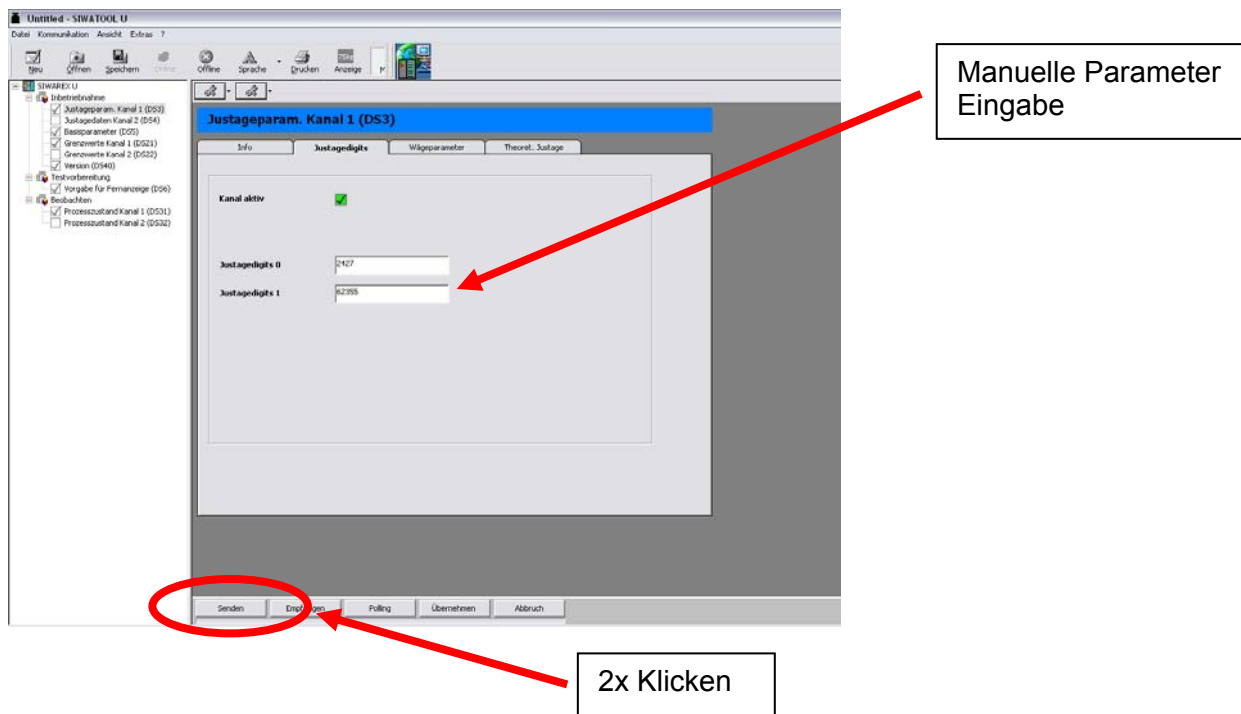 Untitled - SIWATOOL U
Datei Kommunikation Ansicht Extras ?
Neu Öffnen Speichern Online Offline Sprache Drucken Anzeige
Manuelle Parameter
Eingabe
SIWAREX U
Inbetriebnahme
Justageparam. Kanal 1 (DS3)
Justagedaten Kanal 2 (DS4)
Basisparameter (DS5)
Grenzwerte Kanal 1 (DS21)
Grenzwerte Kanal 2 (DS22)
Version (DS40)
Testvorbereitung
Vorgabe für Fernanzeige (DS6)
Beobachten
Prozesszustand Kanal 1 (DS31)
Prozesszustand Kanal 2 (DS32)
Justageparam. Kanal 1 (DS3)
Info Justagedigits Wägeparameter Theoret. Justage
Kanal aktiv
Justagedigits 0 2427
Justagedigits 1 62355
Senden Empfangen Polling Übernehmen Abbruch
2x Klicken